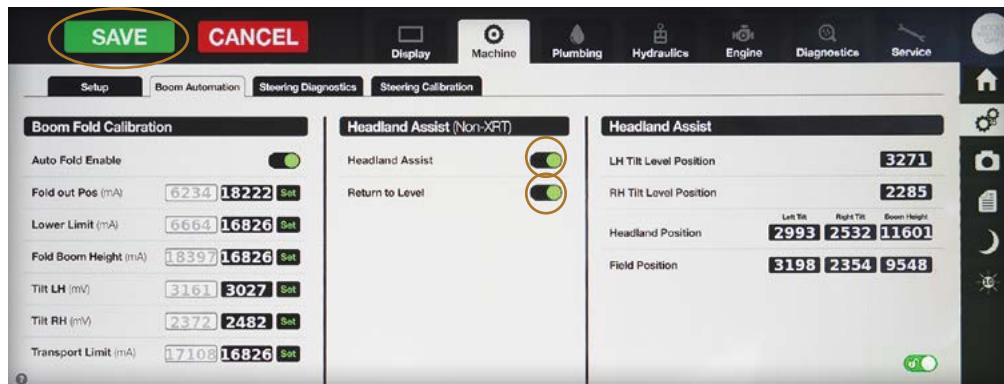 SAVE CANCEL
Display Machine Plumbing Hydraulics Engine Diagnostics Service
Setup Boom Automation Steering Diagnostics Steering Calibration
Boom Fold Calibration
Auto Fold Enable
Fold out Pos (mA) 6234 18222 Set
Lower Limit (mA) 6664 16826 Set
Fold Boom Height (mA) 18397 16826 Set
Tilt LH (mV) 3161 3027 Set
Tilt RH (mV) 2372 2482 Set
Transport Limit (mA) 17108 16826 Set
Headland Assist (Non-XRT)
Headland Assist
Return to Level
Headland Assist
LH Tilt Level Position 3271
RH Tilt Level Position 2285
Left Tilt Right Tilt Boom Height
Headland Position 2993 2532 11601
Field Position 3198 2354 9548
?